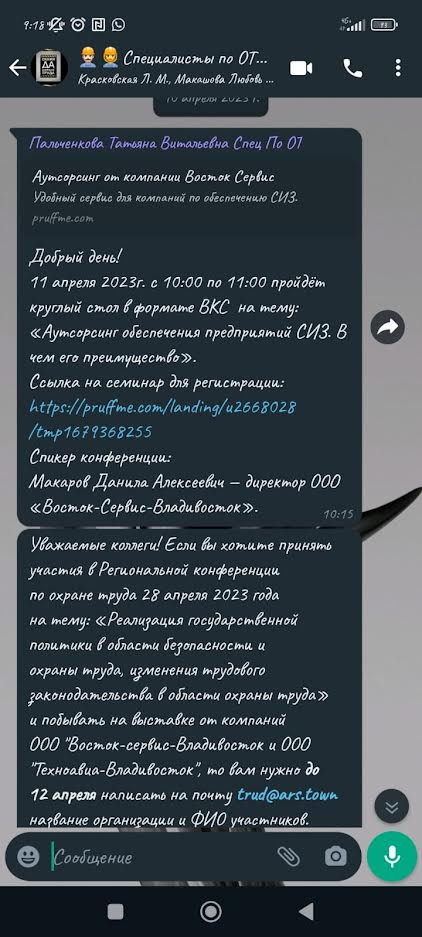 9:18
4G+
93
Специалисты по ОТ...
Красковская Л. М., Макашова Любовь ...
10 апреля 2023 г.
Пальченкова Татьяна Витальевна Спец По ОТ
Аутсорсинг от компании Восток Сервис
Удобный сервис для компаний по обеспечению СИЗ.
pruffme.com
Добрый день!
11 апреля 2023г. с 10:00 по 11:00 пройдёт
круглый стол в формате ВКС на тему:
«Аутсорсинг обеспечения предприятий СИЗ. В
чем его преимущество».
Ссылка на семинар для регистрации:
https://pruffme.com/landing/u2668028
/tmp1679368255
Спикер конференции:
Макаров Данила Алексеевич – директор ООО
«Восток-Сервис-Владивосток».
10:15
Уважаемые коллеги! Если вы хотите принять
участия в Региональной конференции
по охране труда 28 апреля 2023 года
на тему: «Реализация государственной
политики в области безопасности и
охраны труда, изменения трудового
законодательства в области охраны труда»
и побывать на выставке от компаний
ООО "Восток-сервис-Владивосток и ООО
"Техноавиа-Владивосток", то вам нужно до
12 апреля написать на почту trud@ars.town
название организации и ФИО участников.
Сообщение